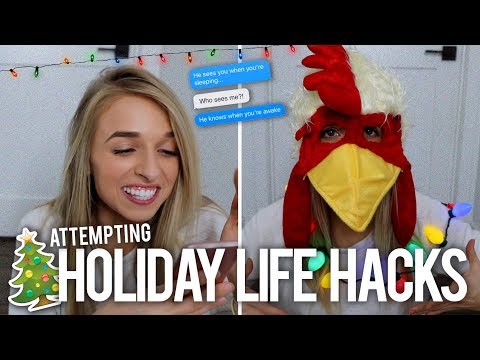 He sees you when you're
sleeping...
Who sees me?!
He knows when you're awake
ATTEMPTING
HOLIDAY LIFE HACKS